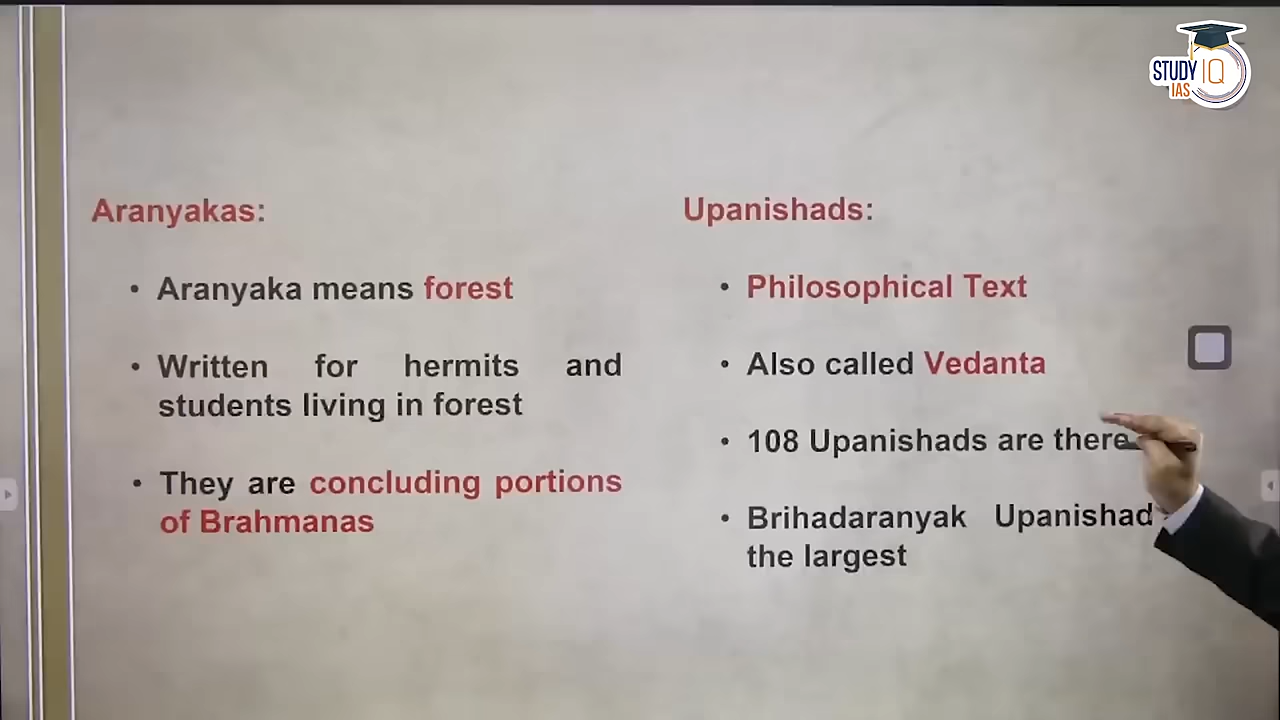 STUDY IQ
IAS
Aranyakas:
• Aranyaka means forest
• Written for hermits and
students living in forest
• They are concluding portions
of Brahmanas
Upanishads:
• Philosophical Text
• Also called Vedanta
• 108 Upanishads are there
• Brihadaranyak Upanishad
the largest